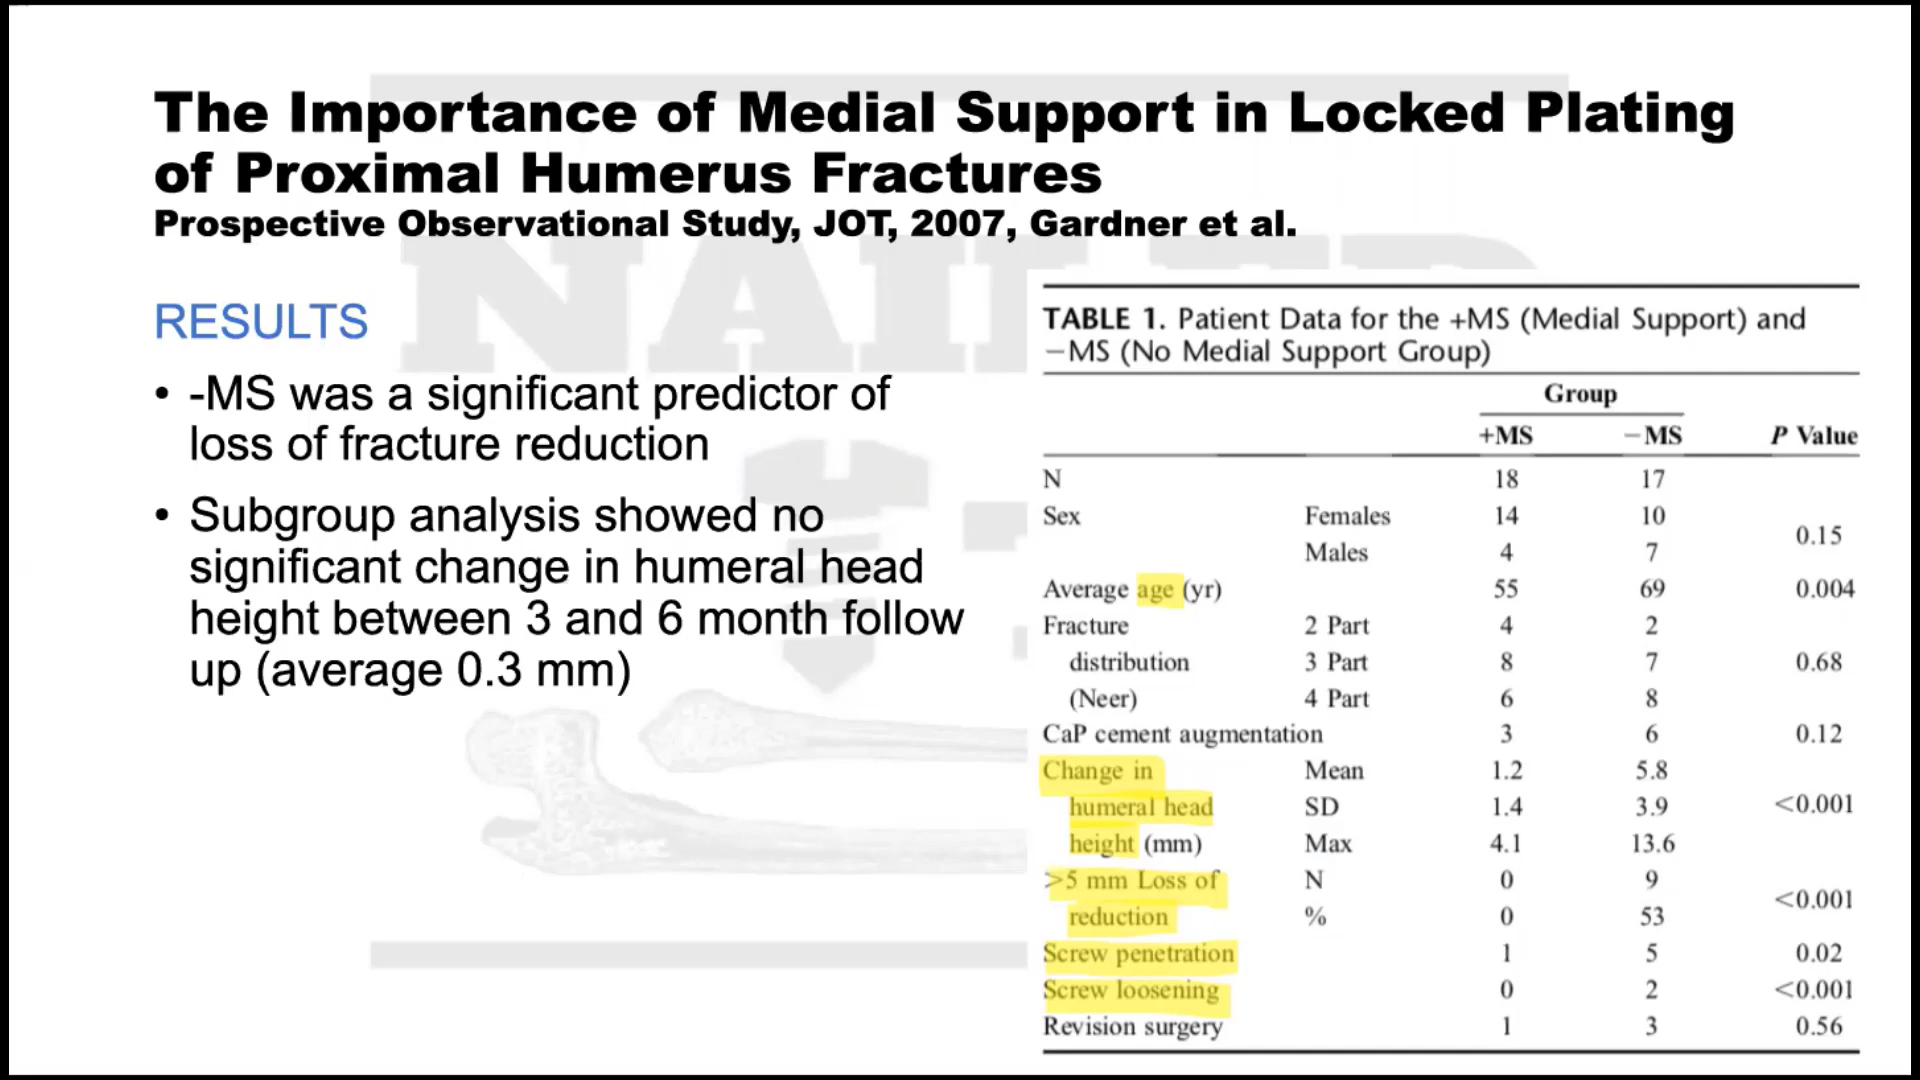 The Importance of Medial Support in Locked Plating
of Proximal Humerus Fractures
Prospective Observational Study, JOT, 2007, Gardner et al.
RESULTS
• -MS was a significant predictor of
loss of fracture reduction
• Subgroup analysis showed no
significant change in humeral head
height between 3 and 6 month follow
up (average 0.3 mm)
TABLE 1. Patient Data for the +MS (Medial Support) and
−MS (No Medial Support Group)
Group
+MS −MS P Value
N 18 17
Sex Females 14 10
0.15
Males 4 7
Average age (yr) 55 69 0.004
Fracture 2 Part 4 2
distribution 3 Part 8 7 0.68
(Neer) 4 Part 6 8
CaP cement augmentation 3 6 0.12
Change in Mean 1.2 5.8
humeral head SD 1.4 3.9 <0.001
height (mm) Max 4.1 13.6
>5 mm Loss of N 0 9
<0.001
reduction % 0 53
Screw penetration 1 5 0.02
Screw loosening 0 2 <0.001
Revision surgery 1 3 0.56